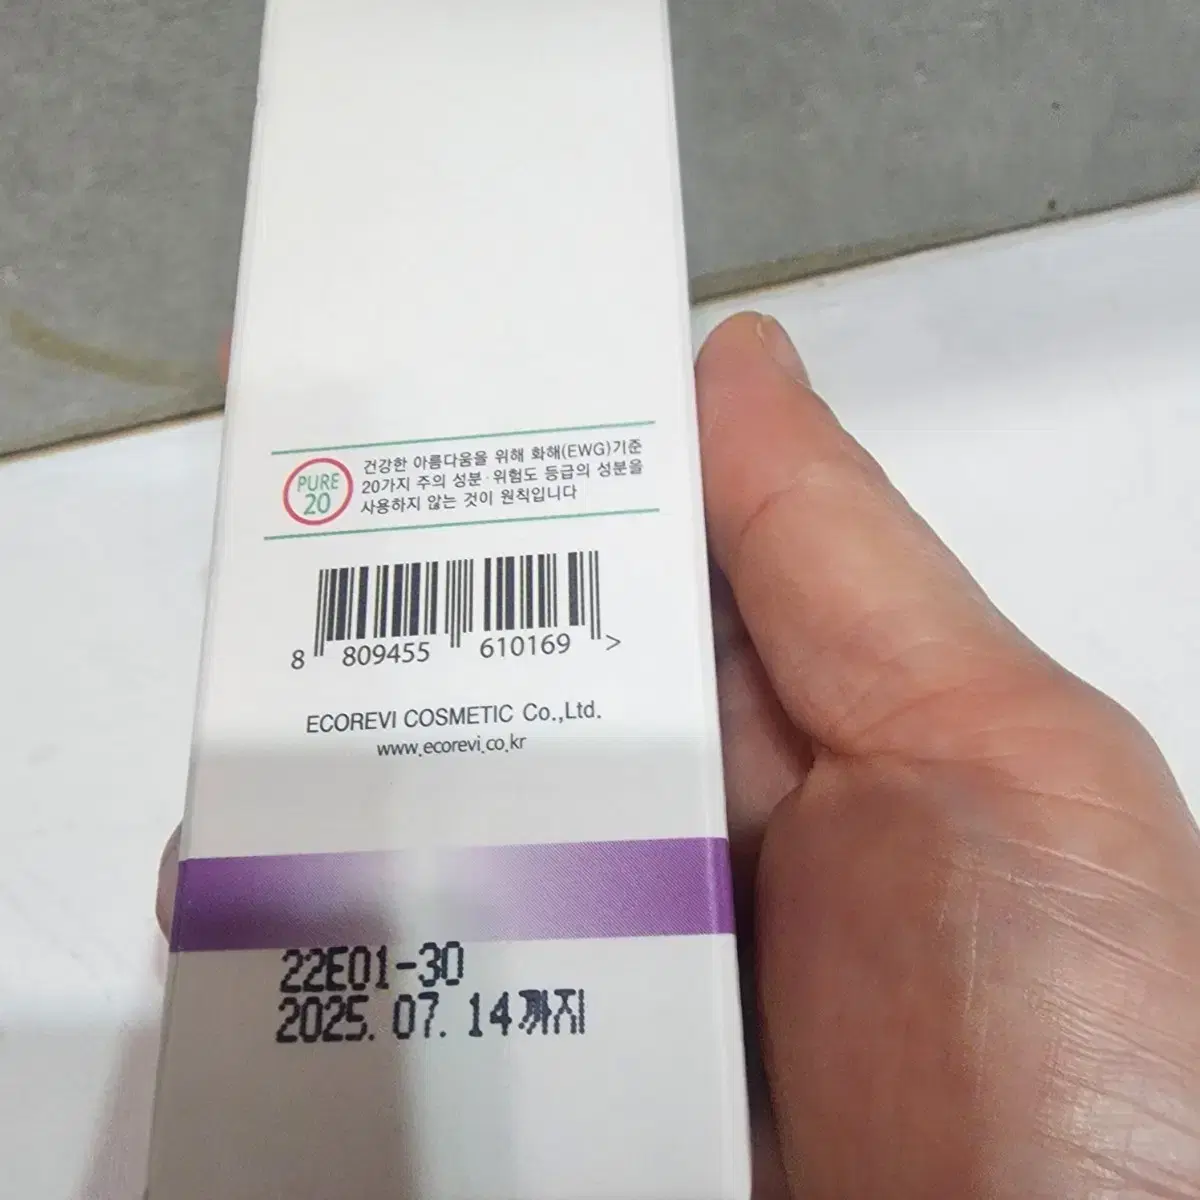 PURE
20
건강한 아름다움을 위해 화해(EWG)기준
20가지 주의 성분·위험도 등급의 성분을
사용하지 않는 것이 원칙입니다
8 809455 610169 >
ECOREVI COSMETIC Co.,Ltd.
www.ecorevi.co.kr
22E01-30
2025. 07. 14까지